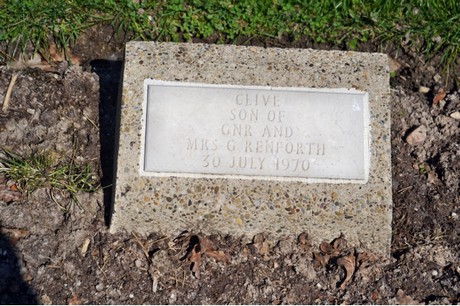 CLIVE
SON OF
GNR AND
MRS G RENFORTH
30 JULY 1970